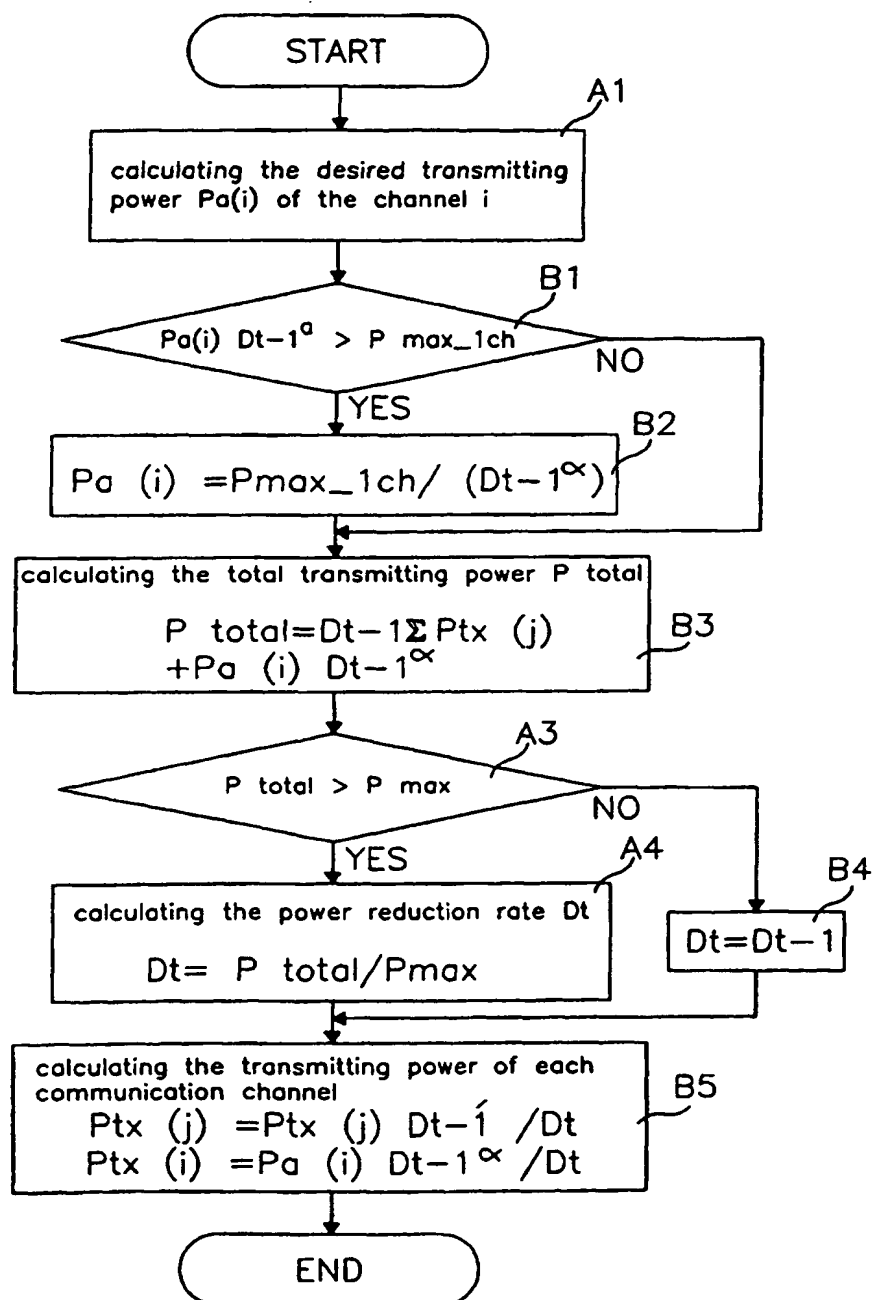 START
A1
calculating the desired transmitting
power Pa(i) of the channel i
B1
Pa(i) Dt-1ᵃ > P max_1ch
NO
YES
B2
Pa (i) =Pmax_1ch/ (Dt-1^α)
calculating the total transmitting power P total
P total=Dt-1Σ Ptx (j)
+Pa (i) Dt-1^α
B3
A3
P total > P max
NO
YES
A4
calculating the power reduction rate Dt
Dt= P total/Pmax
B4
Dt=Dt-1
calculating the transmitting power of each
communication channel
Ptx (j) =Ptx (j) Dt-1 /Dt
Ptx (i) =Pa (i) Dt-1^α /Dt
B5
END